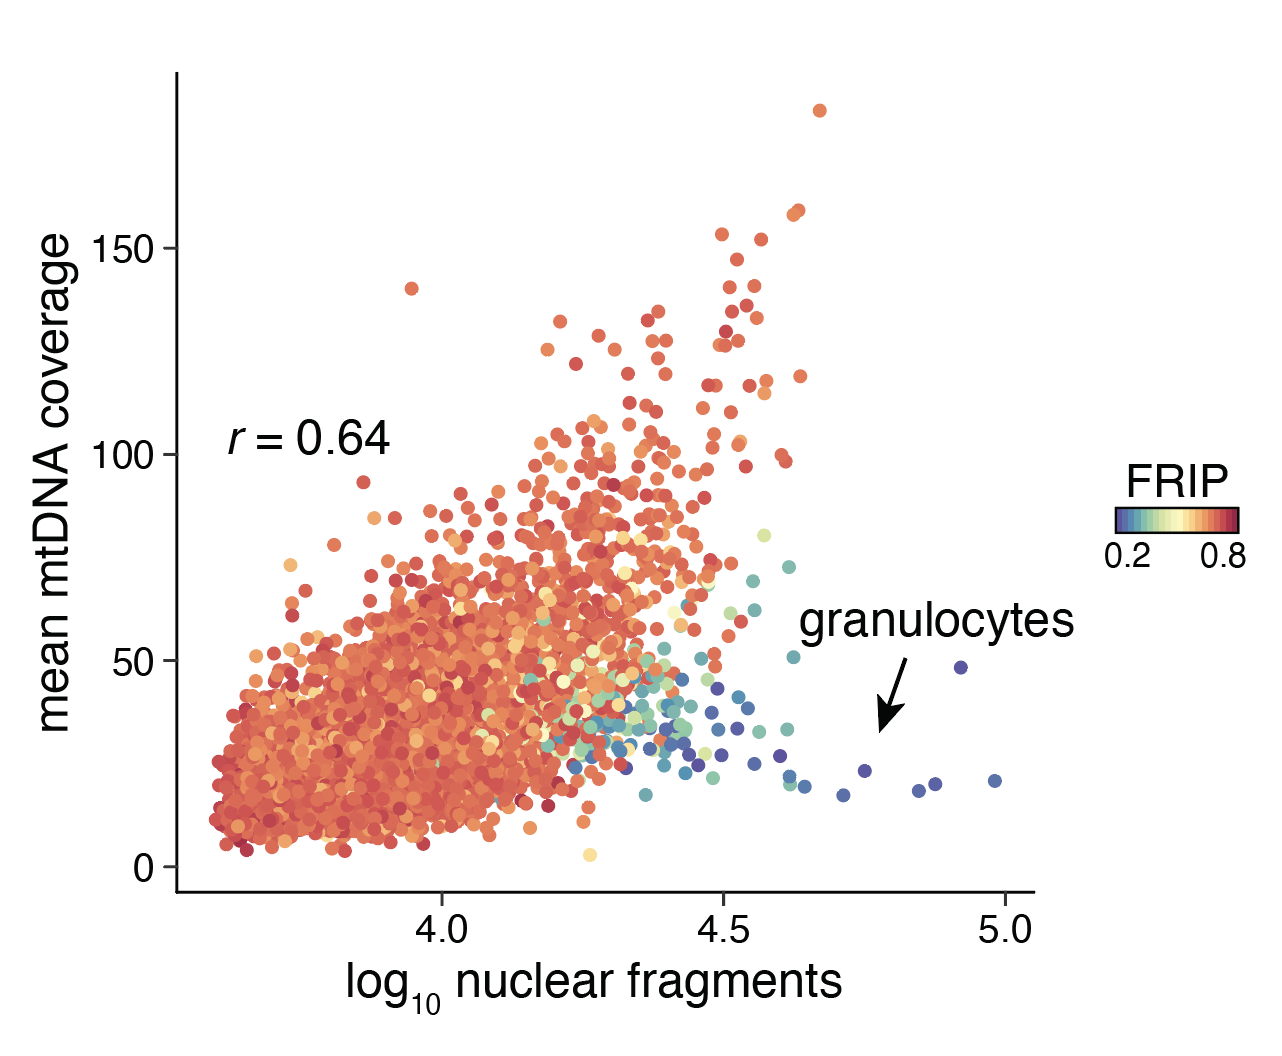 mean mtDNA coverage
150
100
50
0
r = 0.64
granulocytes
FRIP
0.2 0.8
4.0 4.5 5.0
log10 nuclear fragments